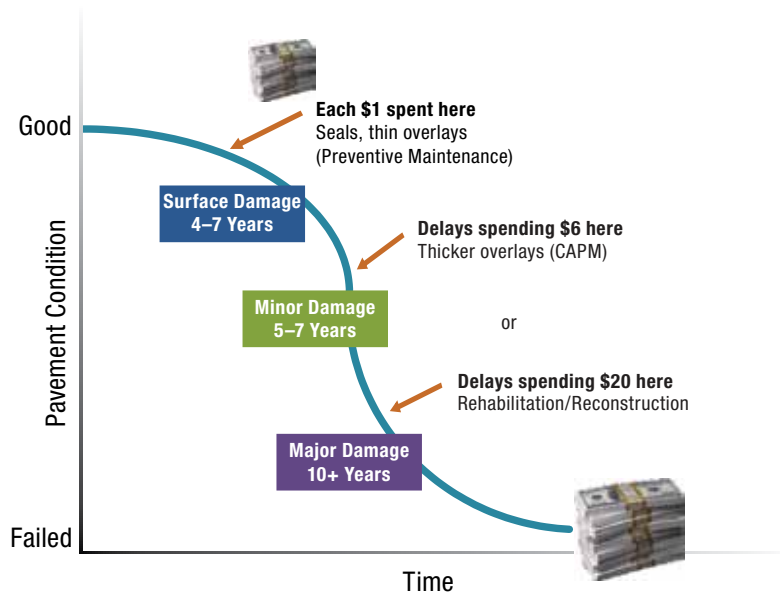 Good
Each $1 spent here
Seals, thin overlays
(Preventive Maintenance)
Surface Damage
4–7 Years
Delays spending $6 here
Thicker overlays (CAPM)
Minor Damage
5–7 Years
or
Delays spending $20 here
Rehabilitation/Reconstruction
Major Damage
10+ Years
Pavement Condition
Failed
Time